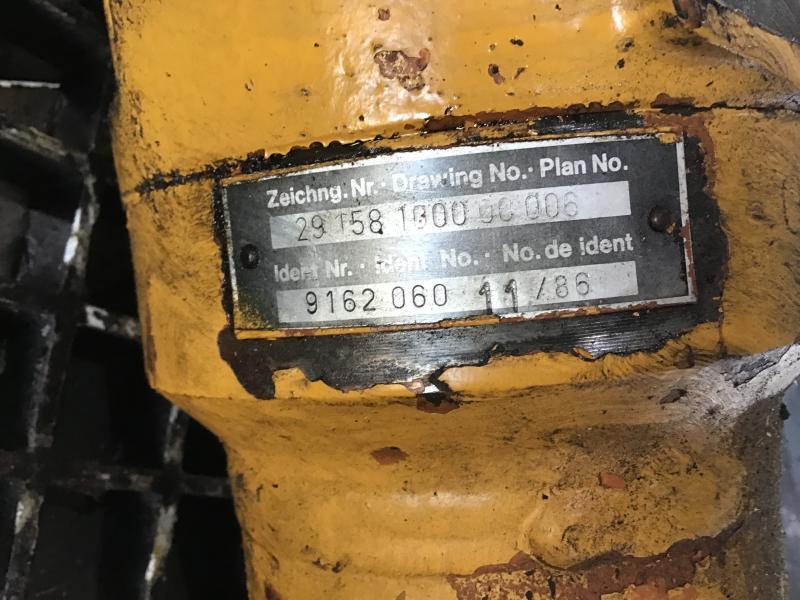 Zeichng. Nr. · Drawing No. · Plan No.
29 158 1000 00 006
Ident Nr. · Ident No. · No. de ident
9162 060 11/86